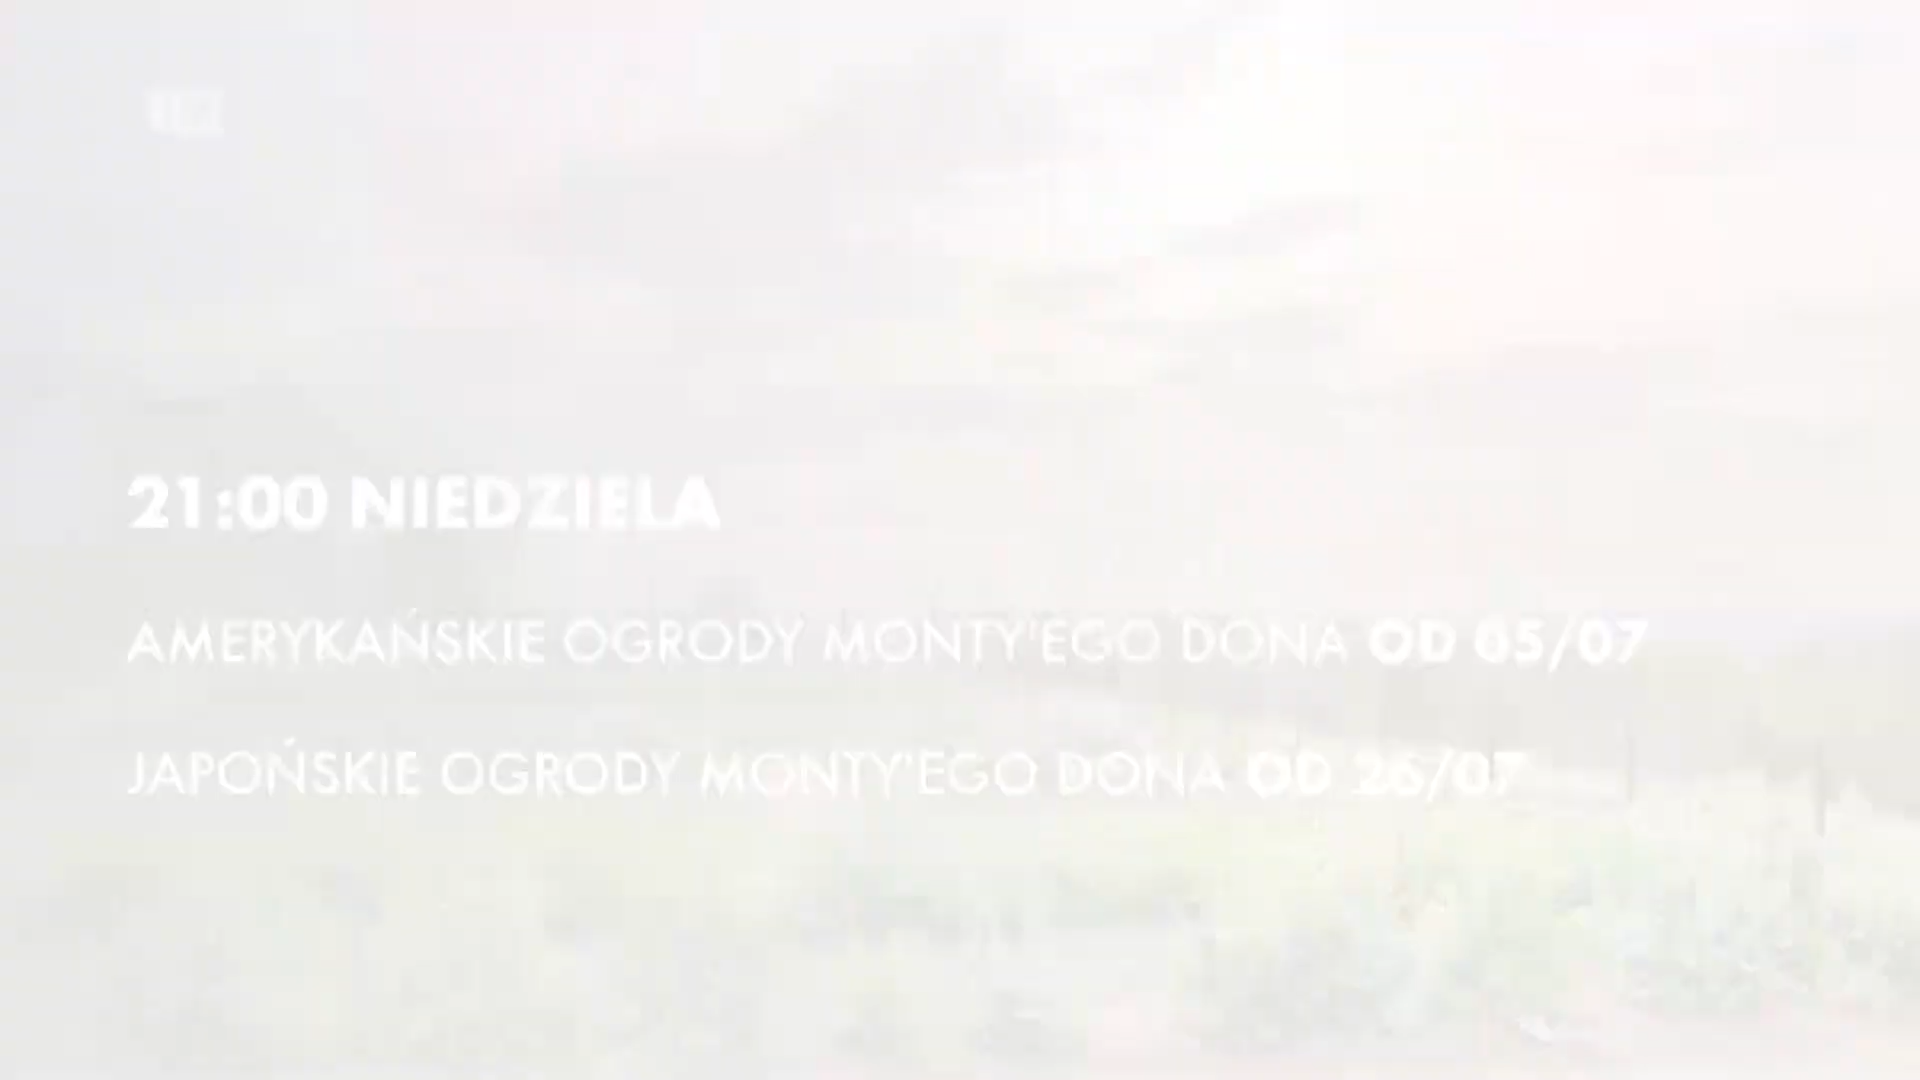 21:00 NIEDZIELA
AMERYKAŃSKIE OGRODY MONTY'EGO DONA OD 05/07
JAPOŃSKIE OGRODY MONTY'EGO DONA OD 26/07